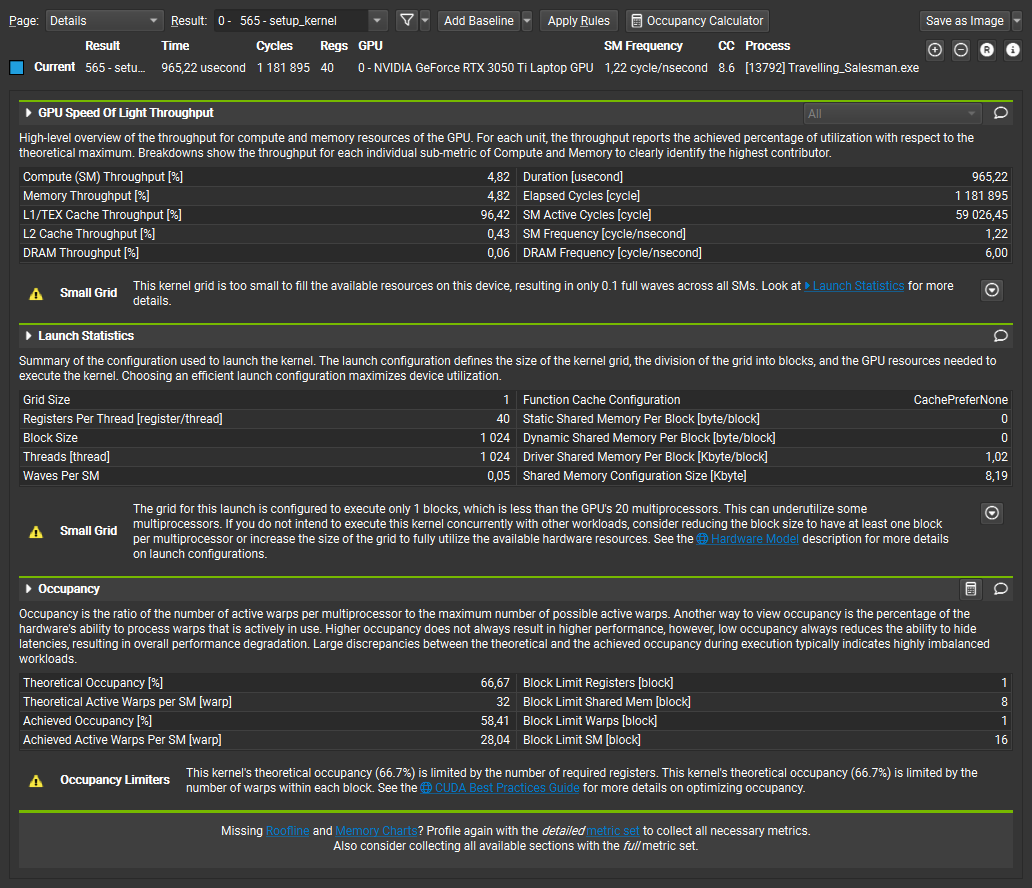 Page: Details Result: 0 - 565 - setup_kernel Add Baseline Apply Rules Occupancy Calculator Save as Image
Result Time Cycles Regs GPU SM Frequency CC Process
Current 565 - setu... 965,22 usecond 1 181 895 40 0 - NVIDIA GeForce RTX 3050 Ti Laptop GPU 1,22 cycle/nsecond 8.6 [13792] Travelling_Salesman.exe
GPU Speed Of Light Throughput All
High-level overview of the throughput for compute and memory resources of the GPU. For each unit, the throughput reports the achieved percentage of utilization with respect to the
theoretical maximum. Breakdowns show the throughput for each individual sub-metric of Compute and Memory to clearly identify the highest contributor.
Compute (SM) Throughput [%] 4,82 Duration [usecond] 965,22
Memory Throughput [%] 4,82 Elapsed Cycles [cycle] 1 181 895
L1/TEX Cache Throughput [%] 96,42 SM Active Cycles [cycle] 59 026,45
L2 Cache Throughput [%] 0,43 SM Frequency [cycle/nsecond] 1,22
DRAM Throughput [%] 0,06 DRAM Frequency [cycle/nsecond] 6,00
Small Grid This kernel grid is too small to fill the available resources on this device, resulting in only 0.1 full waves across all SMs. Look at Launch Statistics for more
details.
Launch Statistics
Summary of the configuration used to launch the kernel. The launch configuration defines the size of the kernel grid, the division of the grid into blocks, and the GPU resources needed to
execute the kernel. Choosing an efficient launch configuration maximizes device utilization.
Grid Size 1 Function Cache Configuration CachePreferNone
Registers Per Thread [register/thread] 40 Static Shared Memory Per Block [byte/block] 0
Block Size 1 024 Dynamic Shared Memory Per Block [byte/block] 0
Threads [thread] 1 024 Driver Shared Memory Per Block [Kbyte/block] 1,02
Waves Per SM 0,05 Shared Memory Configuration Size [Kbyte] 8,19
Small Grid The grid for this launch is configured to execute only 1 blocks, which is less than the GPU's 20 multiprocessors. This can underutilize some
multiprocessors. If you do not intend to execute this kernel concurrently with other workloads, consider reducing the block size to have at least one block
per multiprocessor or increase the size of the grid to fully utilize the available hardware resources. See the Hardware Model description for more details
on launch configurations.
Occupancy
Occupancy is the ratio of the number of active warps per multiprocessor to the maximum number of possible active warps. Another way to view occupancy is the percentage of the
hardware's ability to process warps that is actively in use. Higher occupancy does not always result in higher performance, however, low occupancy always reduces the ability to hide
latencies, resulting in overall performance degradation. Large discrepancies between the theoretical and the achieved occupancy during execution typically indicates highly imbalanced
workloads.
Theoretical Occupancy [%] 66,67 Block Limit Registers [block] 1
Theoretical Active Warps per SM [warp] 32 Block Limit Shared Mem [block] 8
Achieved Occupancy [%] 58,41 Block Limit Warps [block] 1
Achieved Active Warps Per SM [warp] 28,04 Block Limit SM [block] 16
Occupancy Limiters This kernel's theoretical occupancy (66.7%) is limited by the number of required registers. This kernel's theoretical occupancy (66.7%) is limited by the
number of warps within each block. See the CUDA Best Practices Guide for more details on optimizing occupancy.
Missing Roofline and Memory Charts? Profile again with the detailed metric set to collect all necessary metrics.
Also consider collecting all available sections with the full metric set.